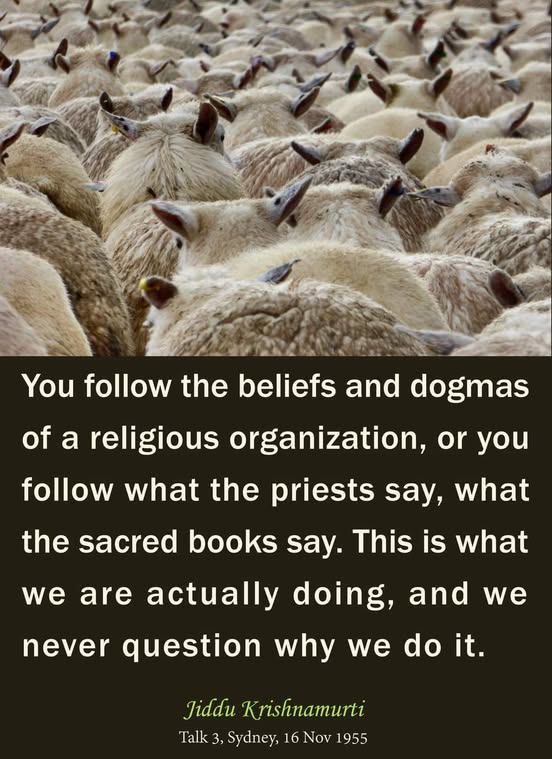 You follow the beliefs and dogmas
of a religious organization, or you
follow what the priests say, what
the sacred books say. This is what
we are actually doing, and we
never question why we do it.
Jiddu Krishnamurti
Talk 3, Sydney, 16 Nov 1955